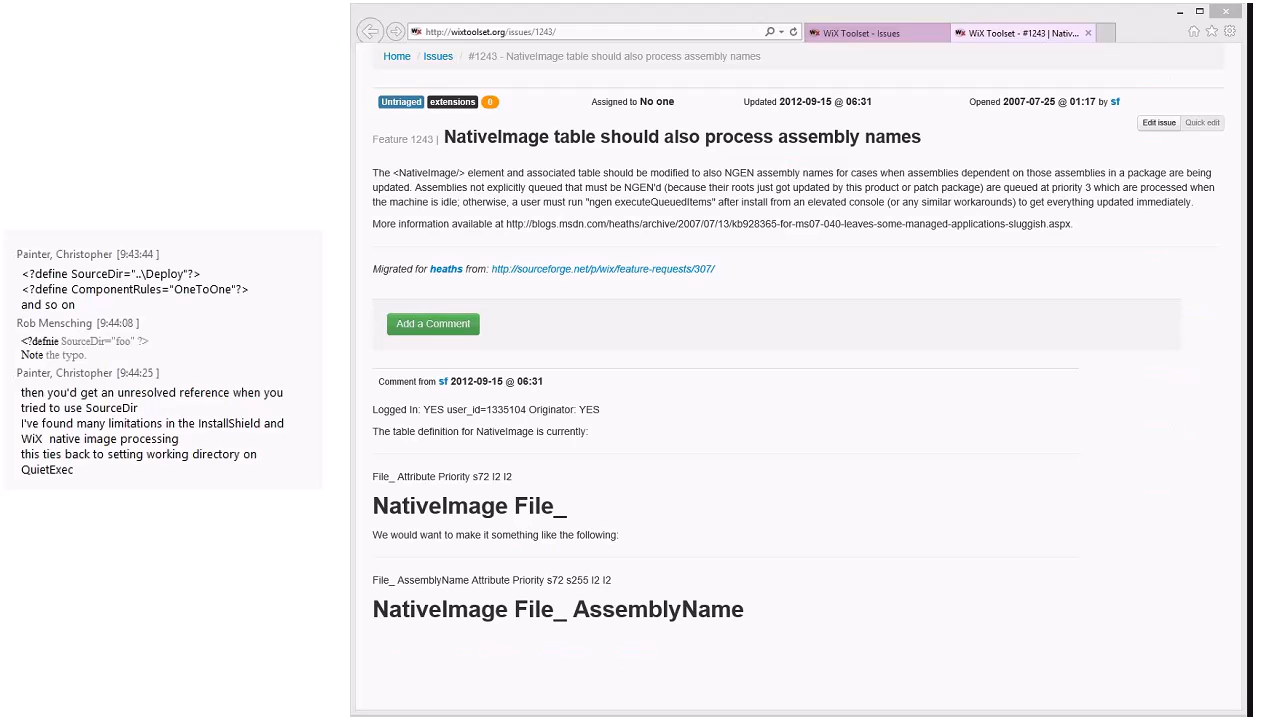 Painter, Christopher [9:43:44 ]
<?define SourceDir="..\Deploy"?>
<?define ComponentRules="OneToOne"?>
and so on
Rob Mensching [9:44:08 ]
<?defnie SourceDir="foo" ?>
Note the typo.
Painter, Christopher [9:44:25 ]
then you'd get an unresolved reference when you
tried to use SourceDir
I've found many limitations in the InstallShield and
WiX native image processing
this ties back to setting working directory on
QuietExec
http://wixtoolset.org/issues/1243/
WiX Toolset - Issues
WiX Toolset - #1243 | Nativ...
Home / Issues / #1243 - NativeImage table should also process assembly names
Untriaged extensions 0 Assigned to No one Updated 2012-09-15 @ 06:31 Opened 2007-07-25 @ 01:17 by sf
Edit issue Quick edit
Feature 1243 | NativeImage table should also process assembly names
The <NativeImage/> element and associated table should be modified to also NGEN assembly names for cases when assemblies dependent on those assemblies in a package are being
updated. Assemblies not explicitly queued that must be NGEN'd (because their roots just got updated by this product or patch package) are queued at priority 3 which are processed when
the machine is idle; otherwise, a user must run "ngen executeQueuedItems" after install from an elevated console (or any similar workarounds) to get everything updated immediately.
More information available at http://blogs.msdn.com/heaths/archive/2007/07/13/kb928365-for-ms07-040-leaves-some-managed-applications-sluggish.aspx.
Migrated for heaths from: http://sourceforge.net/p/wix/feature-requests/307/
Add a Comment
Comment from sf 2012-09-15 @ 06:31
Logged In: YES user_id=1335104 Originator: YES
The table definition for NativeImage is currently:
File_ Attribute Priority s72 I2 I2
NativeImage File_
We would want to make it something like the following:
File_ AssemblyName Attribute Priority s72 s255 I2 I2
NativeImage File_ AssemblyName